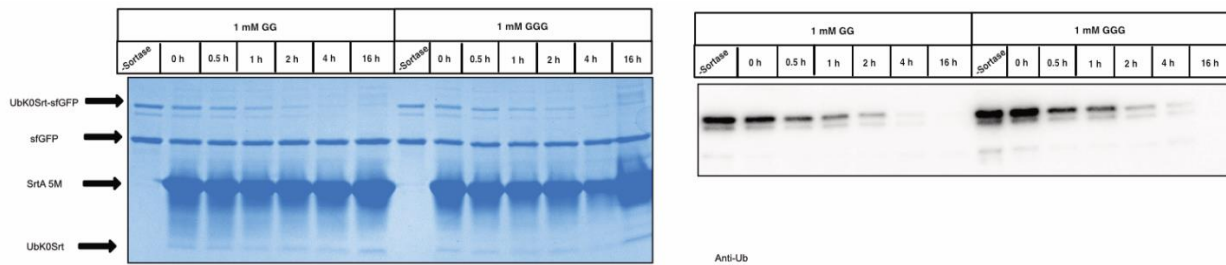 1 mM GG 1 mM GGG
-Sortase 0 h 0.5 h 1 h 2 h 4 h 16 h -Sortase 0 h 0.5 h 1 h 2 h 4 h 16 h
UbK0Srt-sfGFP
sfGFP
SrtA 5M
UbK0Srt
1 mM GG 1 mM GGG
-Sortase 0 h 0.5 h 1 h 2 h 4 h 16 h -Sortase 0 h 0.5 h 1 h 2 h 4 h 16 h
Anti-Ub